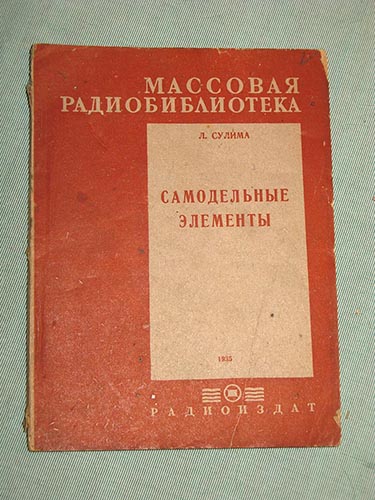 МАССОВАЯ
РАДИОБИБЛИОТЕКА
Л. СУЛИМА
САМОДЕЛЬНЫЕ
ЭЛЕМЕНТЫ
1935
РАДИОИЗДАТ